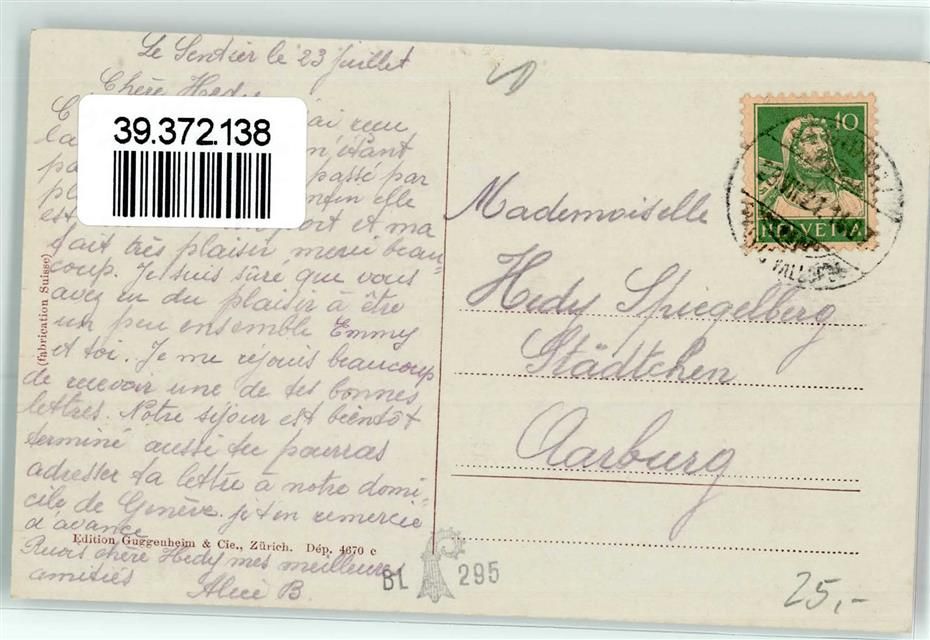 Le Sentier le 23 juillet
Chère Hedy
j'ai reçu
la
39.372.138
n'étant
passé par
elle
est et m'a
fait très plaisir, merci beau-
coup. Je suis sûre que vous
avez eu du plaisir à être
un peu ensemble Emmy
et toi. Je me réjouis beaucoup
de recevoir une de tes bonnes
lettres. Notre séjour est bientôt
terminé aussi tu pourras
adresser ta lettre à notre domi-
cile de Genève. je t'en remercie
d'avance
Reçois chère Hedy mes meilleures
amitiés
Alice B.
(fabrication Suisse)
Edition Guggenheim & Cie., Zürich. Dép. 4670 c
BL 295
10
HELVETIA
Mademoiselle
Hedy Spiegelberg
Städtchen
Aarburg
25,-